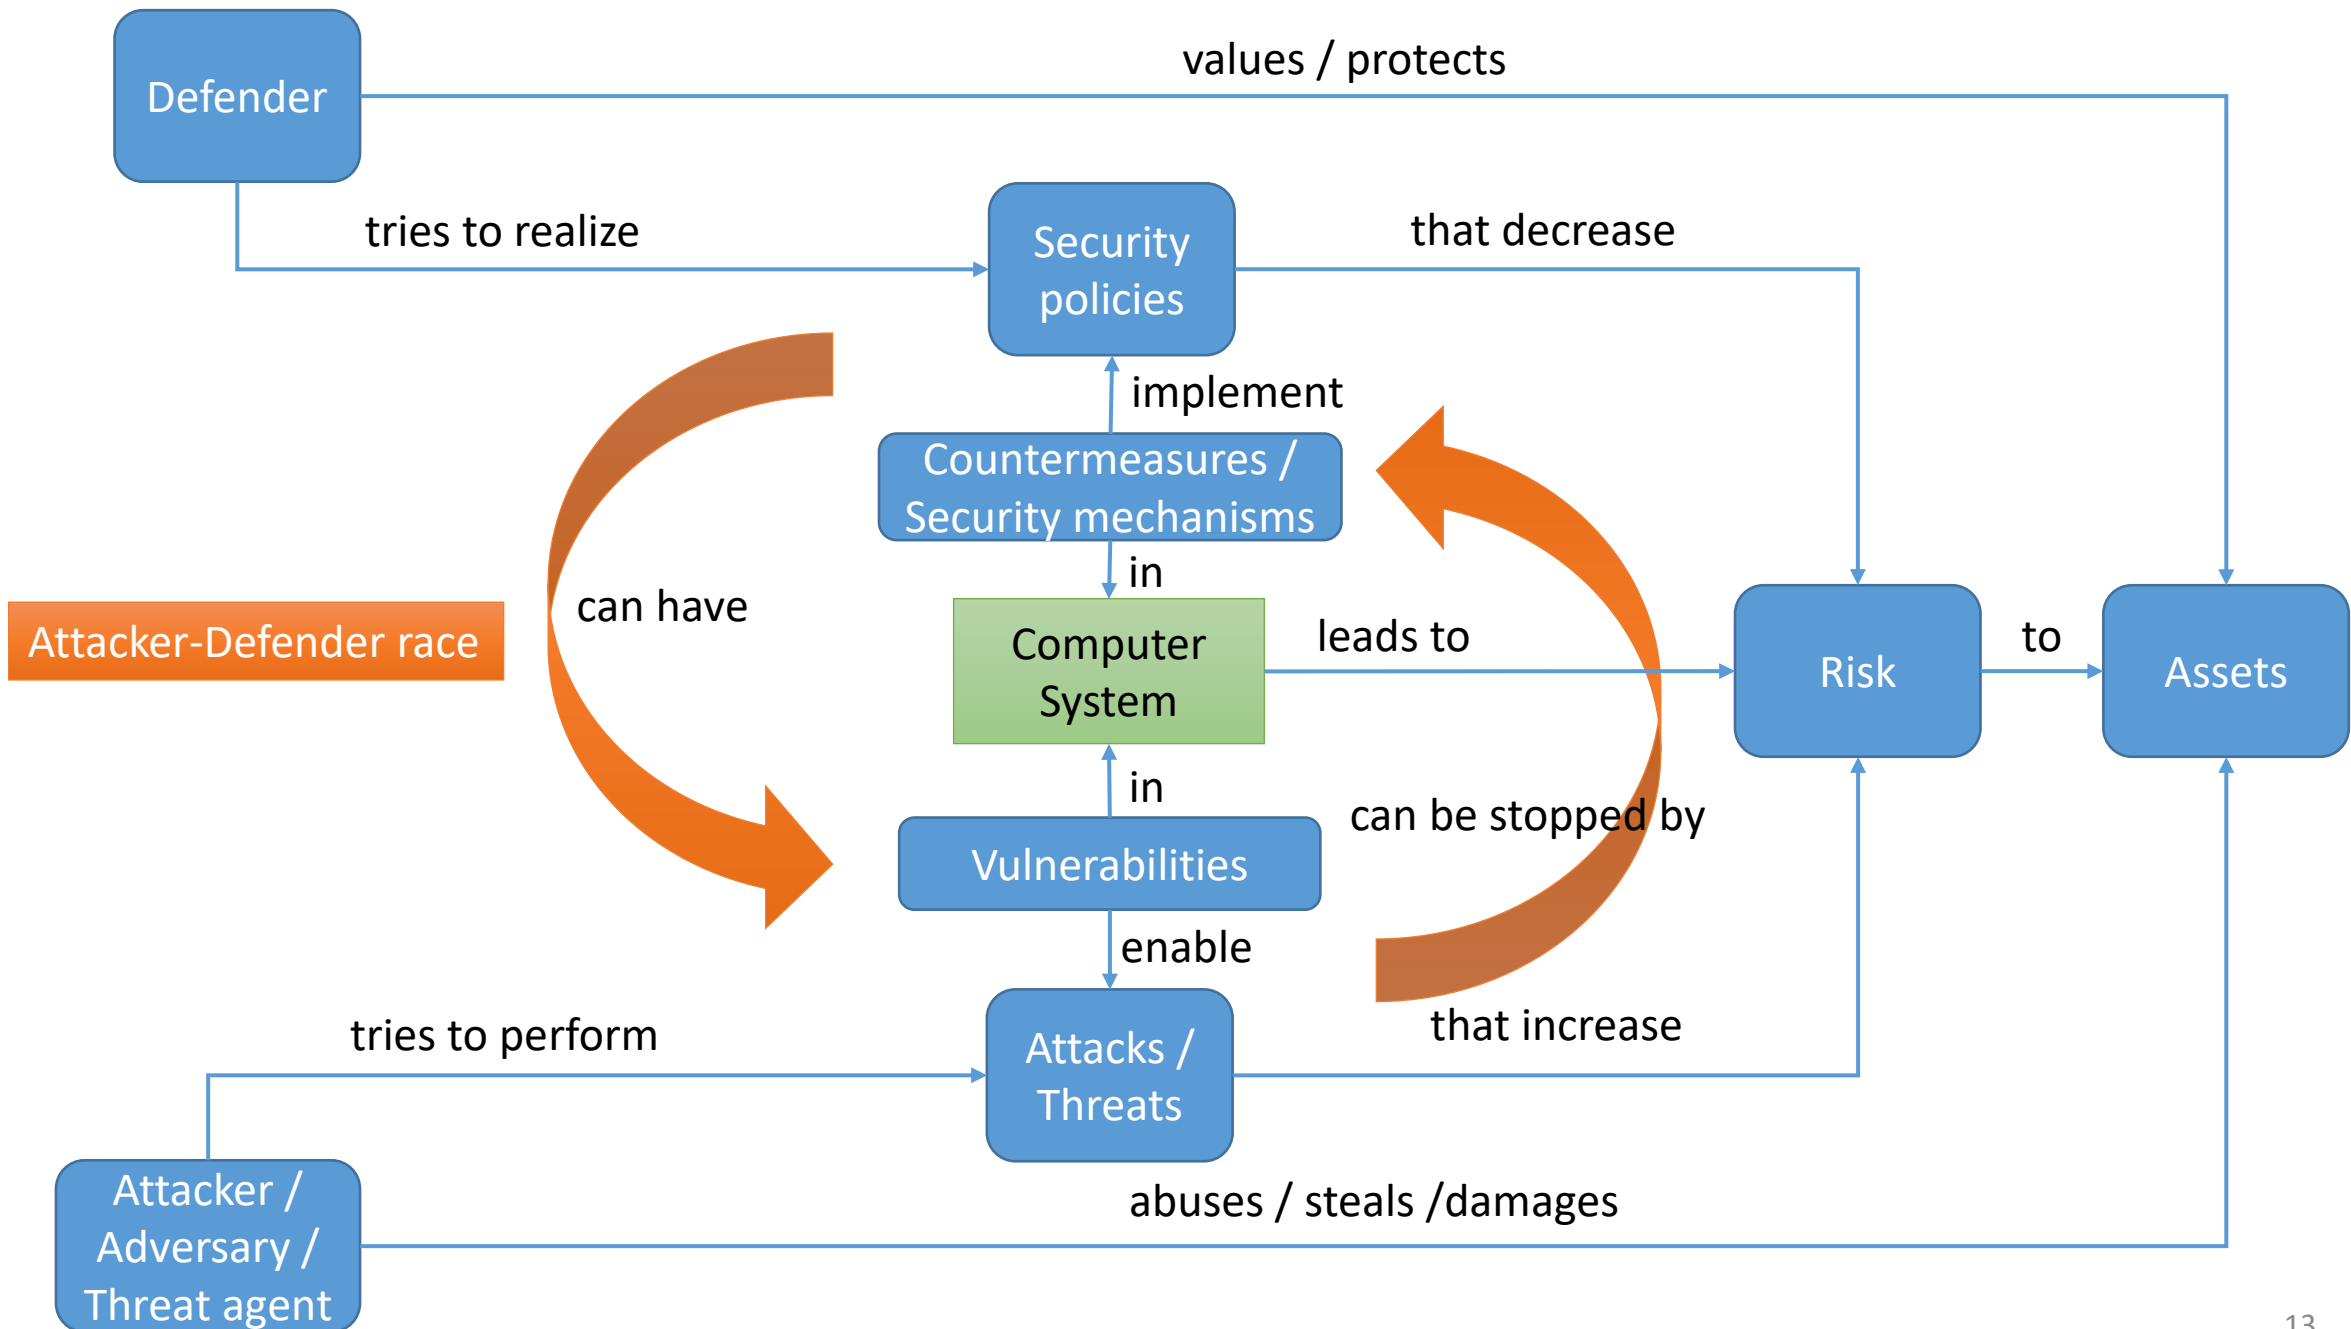 values / protects
Defender
tries to realize
Security
policies
that decrease
implement
Countermeasures /
Security mechanisms
in
can have
Attacker-Defender race
Computer
System
leads to
Risk
to
Assets
in
can be stopped by
Vulnerabilities
enable
tries to perform
Attacks /
Threats
that increase
Attacker /
Adversary /
Threat agent
abuses / steals /damages
13